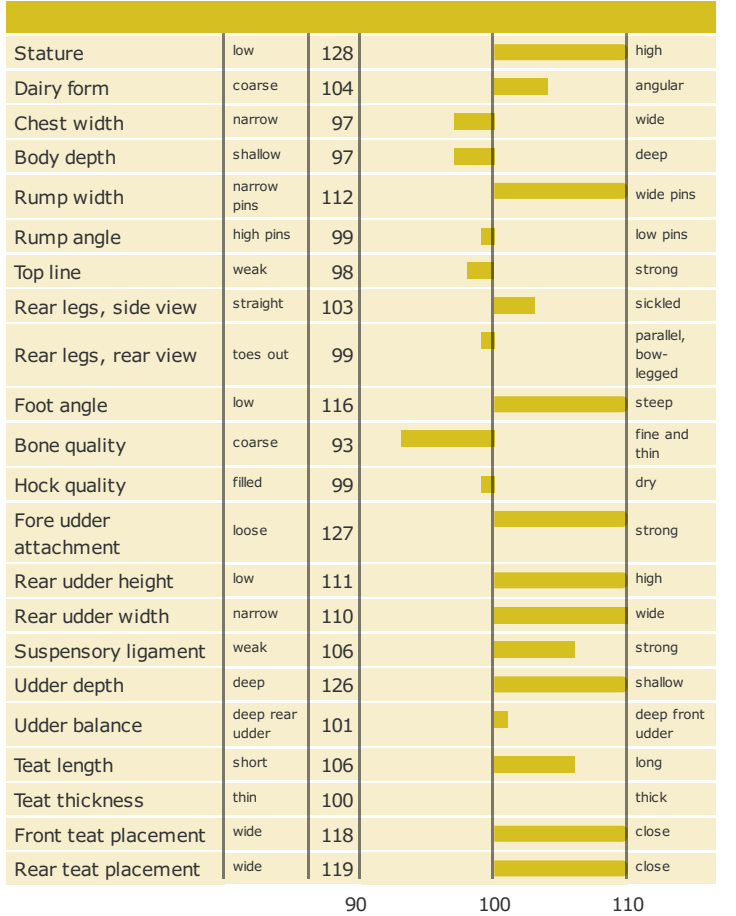 Stature low 128 high
Dairy form coarse 104 angular
Chest width narrow 97 wide
Body depth shallow 97 deep
Rump width narrow pins 112 wide pins
Rump angle high pins 99 low pins
Top line weak 98 strong
Rear legs, side view straight 103 sickled
Rear legs, rear view toes out 99 parallel, bow-legged
Foot angle low 116 steep
Bone quality coarse 93 fine and thin
Hock quality filled 99 dry
Fore udder attachment loose 127 strong
Rear udder height low 111 high
Rear udder width narrow 110 wide
Suspensory ligament weak 106 strong
Udder depth deep 126 shallow
Udder balance deep rear udder 101 deep front udder
Teat length short 106 long
Teat thickness thin 100 thick
Front teat placement wide 118 close
Rear teat placement wide 119 close
90 100 110